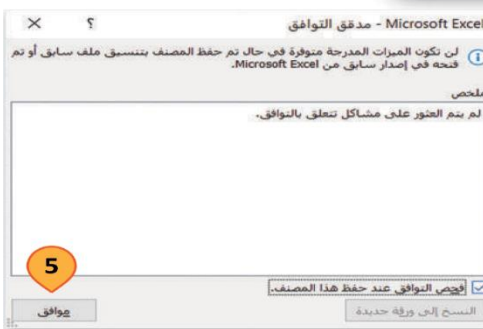 Microsoft Excel - مدقق التوافق
لن تكون الميزات المدرجة متوفرة في حال تم حفظ المصنف بتنسيق ملف سابق أو تم
فتحه في إصدار سابق من Microsoft Excel.
ملخص
لم يتم العثور على مشاكل تتعلق بالتوافق.
5
فحص التوافق عند حفظ هذا المصنف.
النسخ إلى ورقة جديدة
موافق